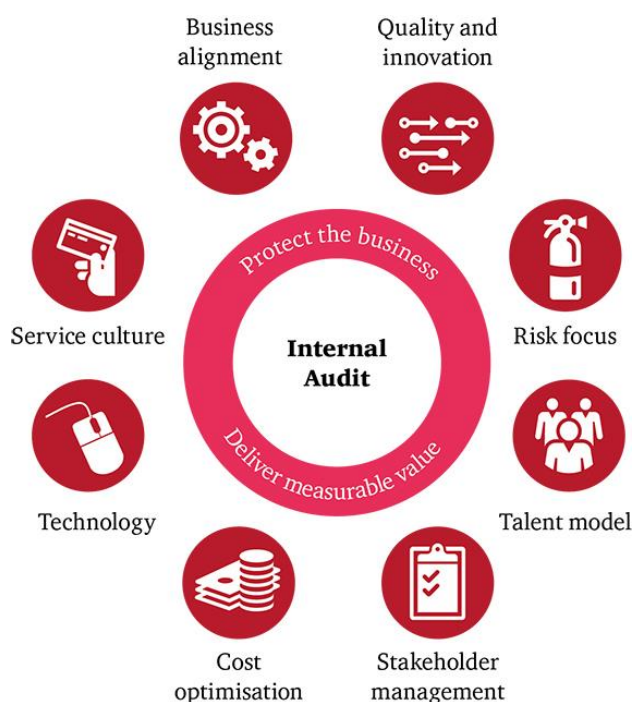 Business
alignment
Quality and
innovation
Protect the business
Service culture
Internal
Audit
Risk focus
Technology
Deliver measurable value
Talent model
Cost
optimisation
Stakeholder
management